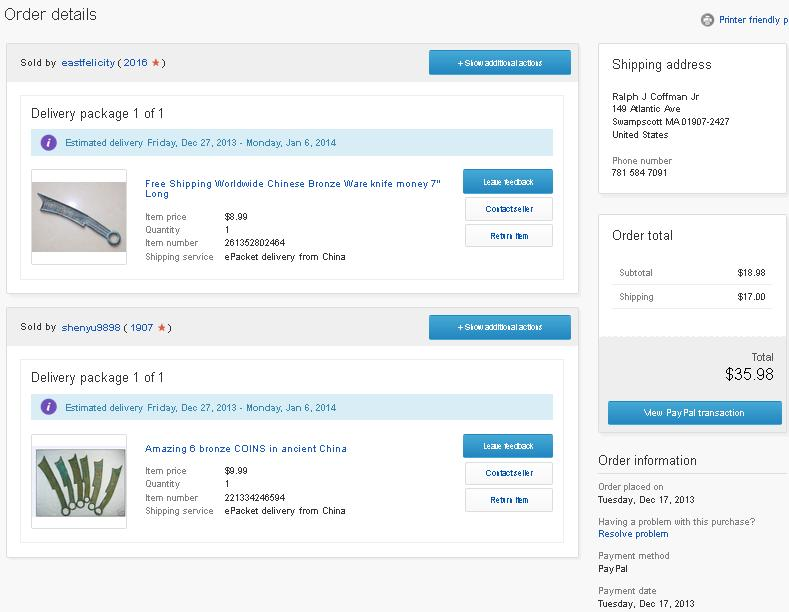 Order details
Printer friendly p
Sold by eastfelicity ( 2016 ★ )
+ Show additional actions
Delivery package 1 of 1
i Estimated delivery Friday, Dec 27, 2013 - Monday, Jan 6, 2014
Free Shipping Worldwide Chinese Bronze Ware knife money 7"
Long
Item price $8.99
Quantity 1
Item number 261352802464
Shipping service ePacket delivery from China
Leave feedback
Contact seller
Return item
Sold by shenyu9898 ( 1907 ★ )
+ Show additional actions
Delivery package 1 of 1
i Estimated delivery Friday, Dec 27, 2013 - Monday, Jan 6, 2014
Amazing 6 bronze COINS in ancient China
Item price $9.99
Quantity 1
Item number 221334246594
Shipping service ePacket delivery from China
Leave feedback
Contact seller
Return item
Shipping address
Ralph J Coffman Jr
149 Atlantic Ave
Swampscott MA 01907-2427
United States
Phone number
781 584 7091
Order total
Subtotal $18.98
Shipping $17.00
Total
$35.98
View PayPal transaction
Order information
Order placed on
Tuesday, Dec 17, 2013
Having a problem with this purchase?
Resolve problem
Payment method
PayPal
Payment date
Tuesday, Dec 17, 2013